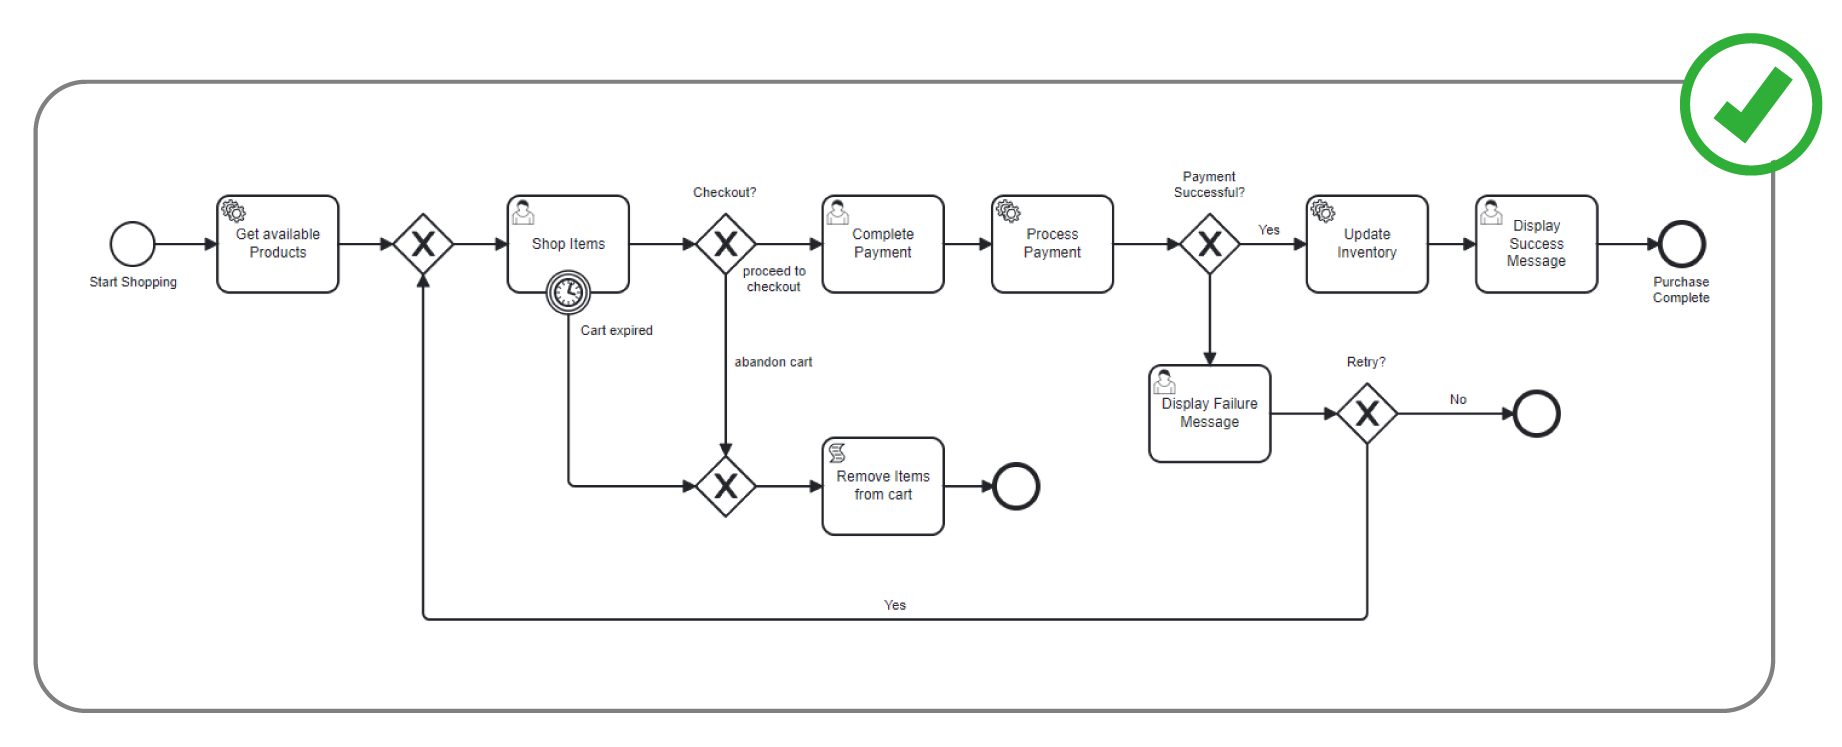 Start Shopping
Get available
Products
Shop Items
Cart expired
Checkout?
proceed to
checkout
abandon cart
Complete
Payment
Process
Payment
Payment
Successful?
Yes
Update
Inventory
Display
Success
Message
Purchase
Complete
Display Failure
Message
Retry?
No
Remove Items
from cart
Yes